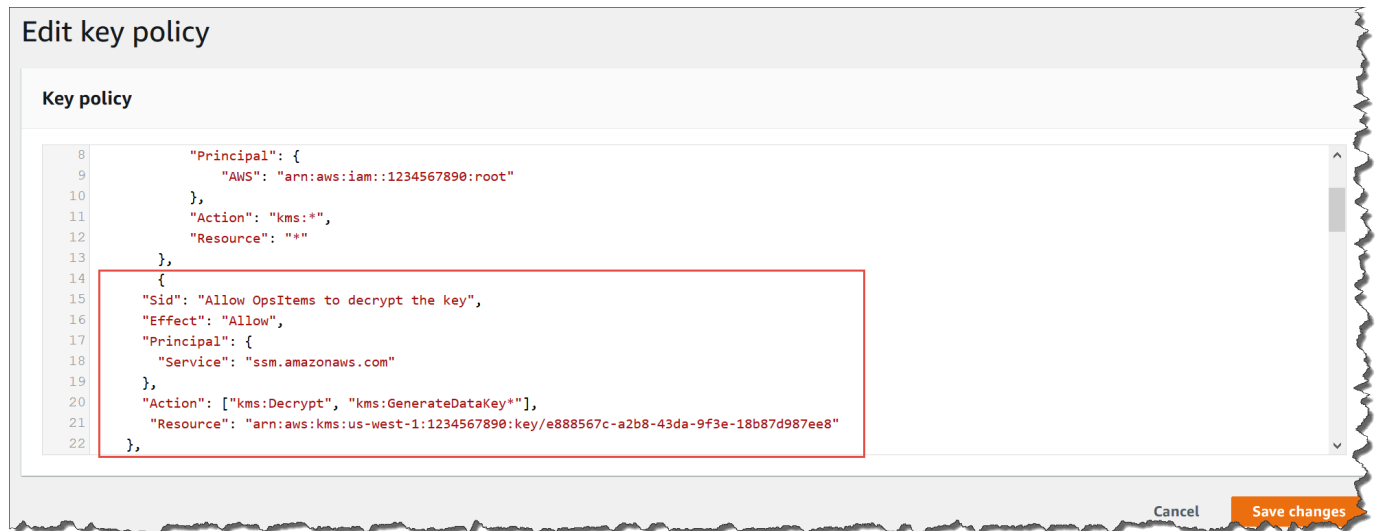 Edit key policy
Key policy
8 "Principal": {
9 "AWS": "arn:aws:iam::1234567890:root"
10 },
11 "Action": "kms:*",
12 "Resource": "*"
13 },
14 {
15 "Sid": "Allow OpsItems to decrypt the key",
16 "Effect": "Allow",
17 "Principal": {
18 "Service": "ssm.amazonaws.com"
19 },
20 "Action": ["kms:Decrypt", "kms:GenerateDataKey*"],
21 "Resource": "arn:aws:kms:us-west-1:1234567890:key/e888567c-a2b8-43da-9f3e-18b87d987ee8"
22 },
Cancel Save changes